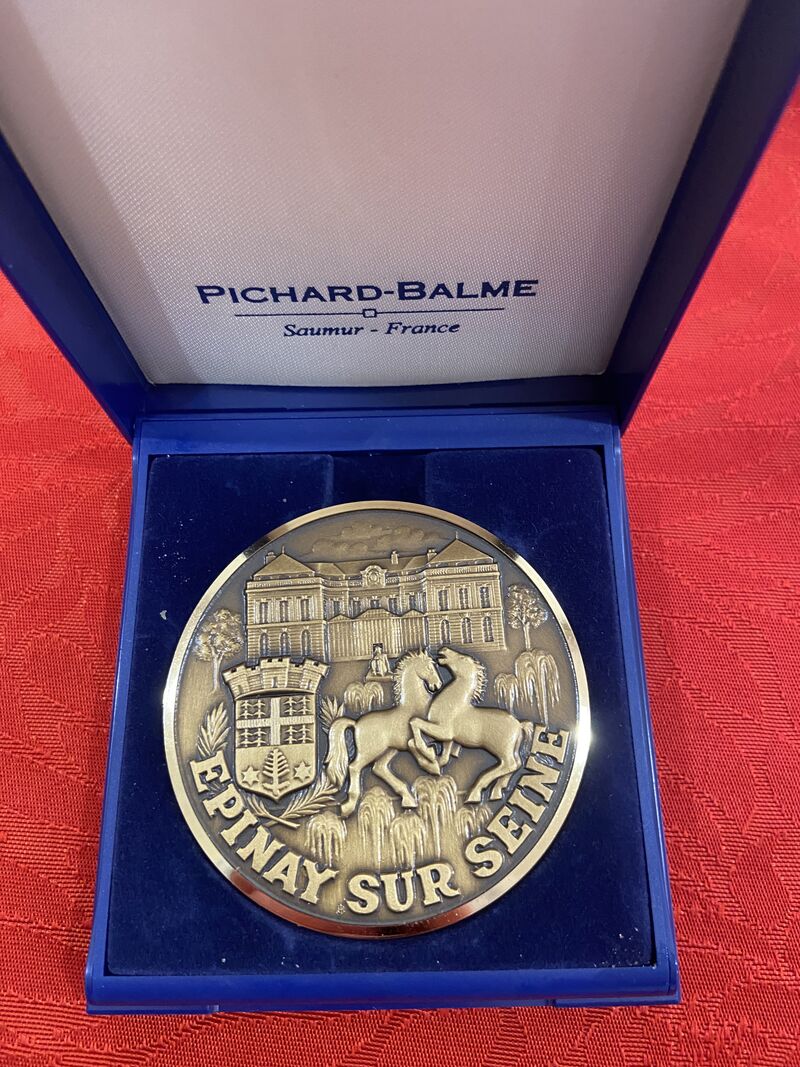 PICHARD-BALME
Saumur - France
EPINAY SUR SEINE